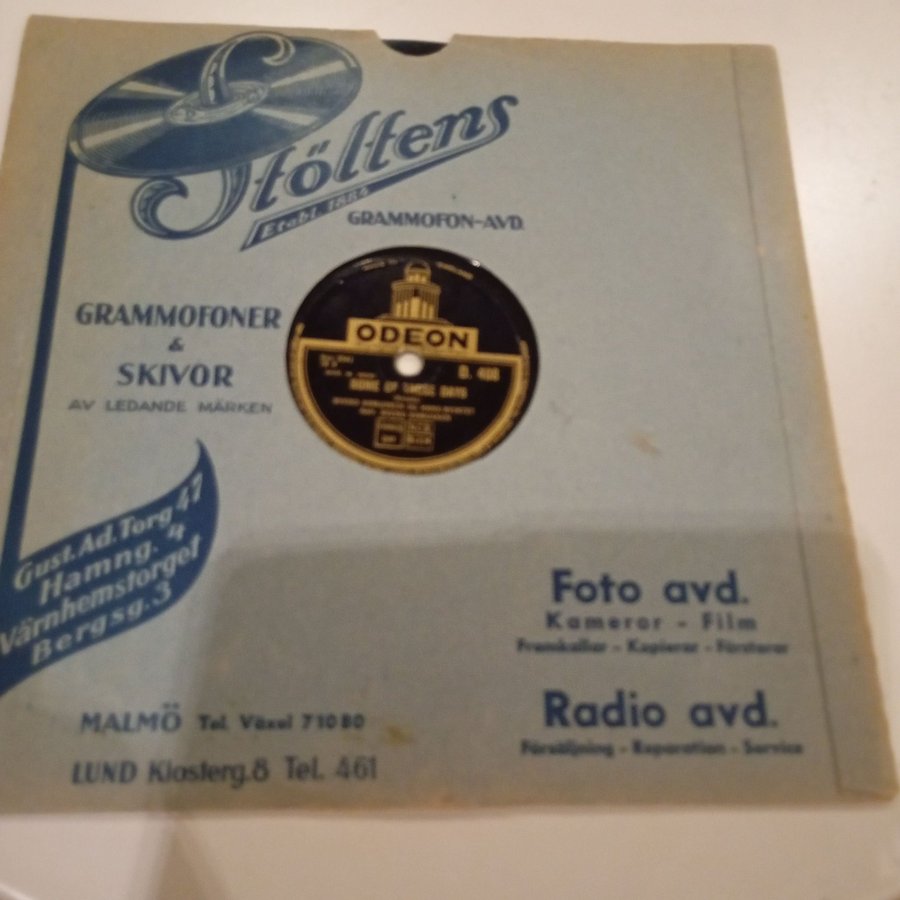 Stöltens
Etabl. 1884
GRAMMOFON-AVD.
GRAMMOFONER
&
SKIVOR
AV LEDANDE MÄRKEN
ODEON
D. 
THESE DAYS
Gust. Ad. Torg 47
Hamng. 4
Värnhemstorget
Bergsg. 3
Foto avd.
Kameror - Film
Framkallar - Kopierar - Förstorar
MALMÖ Tel. Växel 71080
Radio avd.
Försäljning - Reparation - Service
LUND Klosterg. 8 Tel. 461